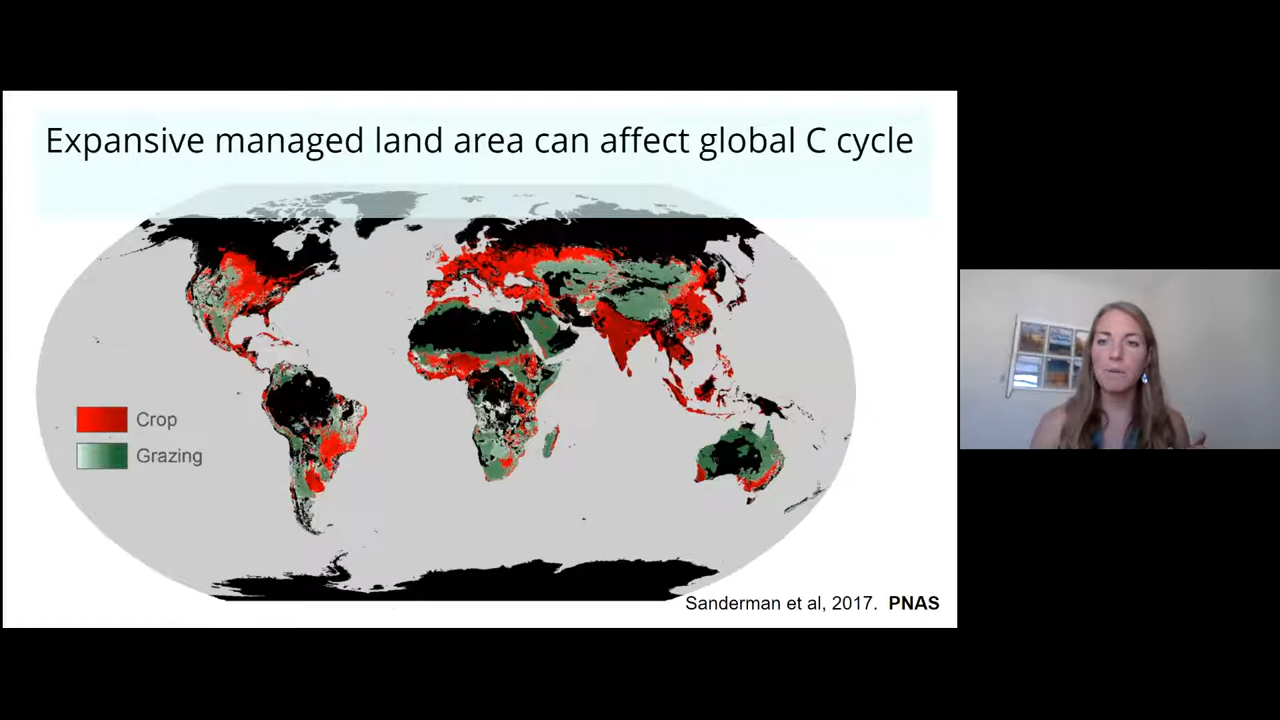 Expansive managed land area can affect global C cycle
Crop
Grazing
Sanderman et al, 2017. PNAS